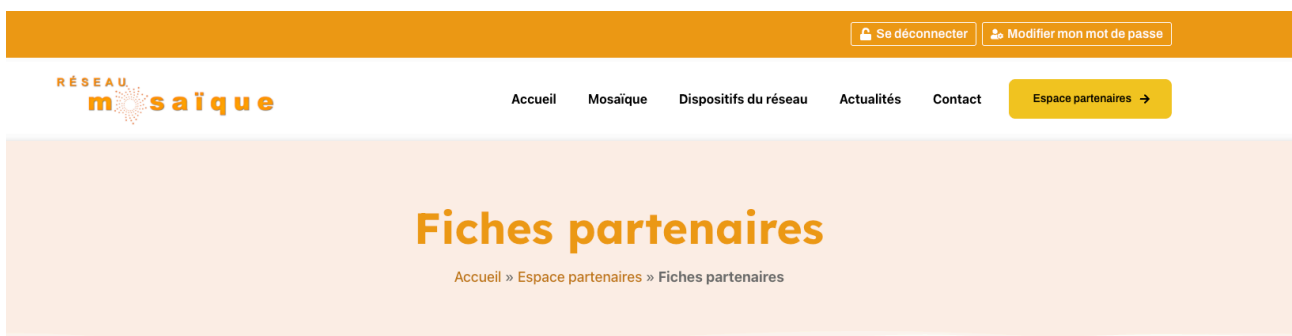 Se déconnecter Modifier mon mot de passe
RÉSEAU
mosaïque
Accueil Mosaïque Dispositifs du réseau Actualités Contact Espace partenaires →
Fiches partenaires
Accueil » Espace partenaires » Fiches partenaires